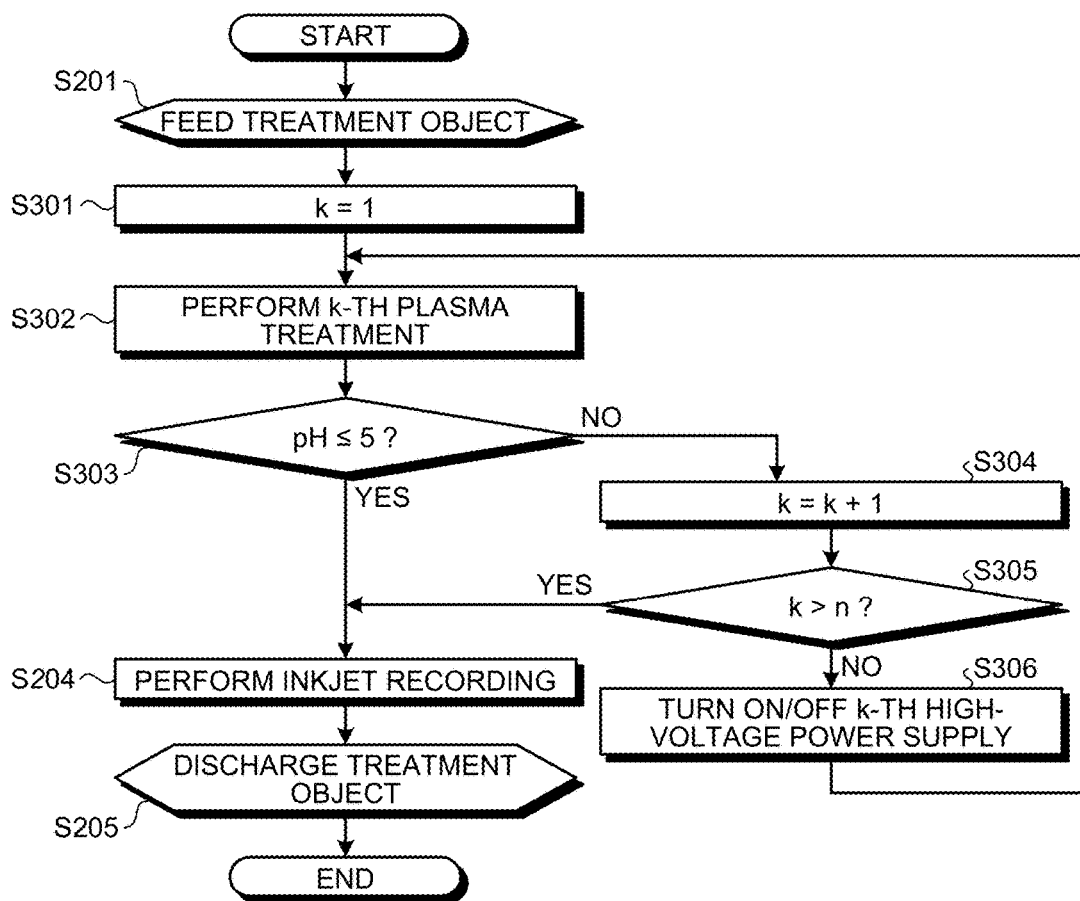 START
S201
FEED TREATMENT OBJECT
S301
k = 1
S302
PERFORM k-TH PLASMA
TREATMENT
pH ≤ 5 ?
NO
S303
YES
S304
k = k + 1
S305
YES
k > n ?
NO
S204
PERFORM INKJET RECORDING
S306
TURN ON/OFF k-TH HIGH-
VOLTAGE POWER SUPPLY
DISCHARGE TREATMENT
OBJECT
S205
END